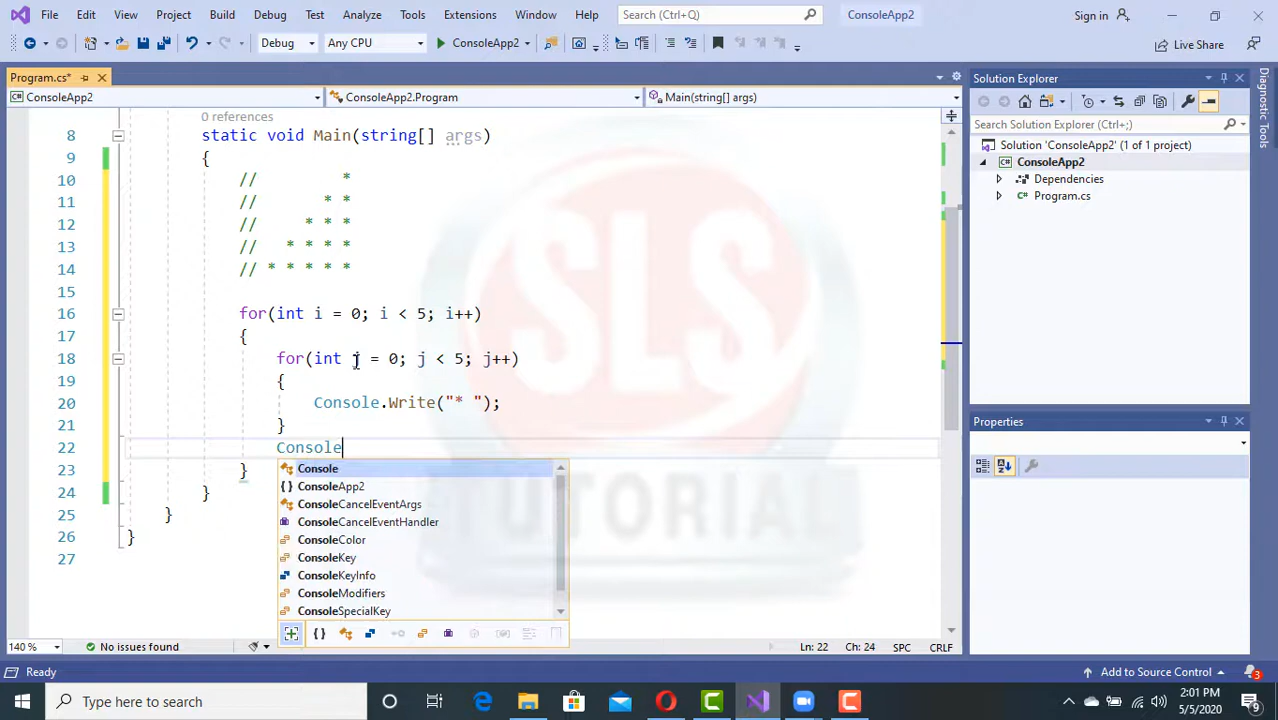 File Edit View Project Build Debug Test Analyze Tools Extensions Window Help Search (Ctrl+Q) ConsoleApp2 Sign in
Debug Any CPU ConsoleApp2 Live Share
Program.cs*
ConsoleApp2 ConsoleApp2.Program Main(string[] args)
0 references
8 static void Main(string[] args)
9 {
10 // *
11 // * *
12 // * * *
13 // * * * *
14 // * * * * *
15
16 for(int i = 0; i < 5; i++)
17 {
18 for(int j = 0; j < 5; j++)
19 {
20 Console.Write("* ");
21 }
22 Console
23 }
24 }
25 }
26 }
27
Console
{ } ConsoleApp2
ConsoleCancelEventArgs
ConsoleCancelEventHandler
ConsoleColor
ConsoleKey
ConsoleKeyInfo
ConsoleModifiers
ConsoleSpecialKey
SLS
TUTORIAL
140 % No issues found Ln: 22 Ch: 24 SPC CRLF
Solution Explorer
Search Solution Explorer (Ctrl+;)
Solution 'ConsoleApp2' (1 of 1 project)
ConsoleApp2
Dependencies
C# Program.cs
Properties
Diagnostic Tools
Ready Add to Source Control 3
Type here to search
2:01 PM
5/5/2020
9